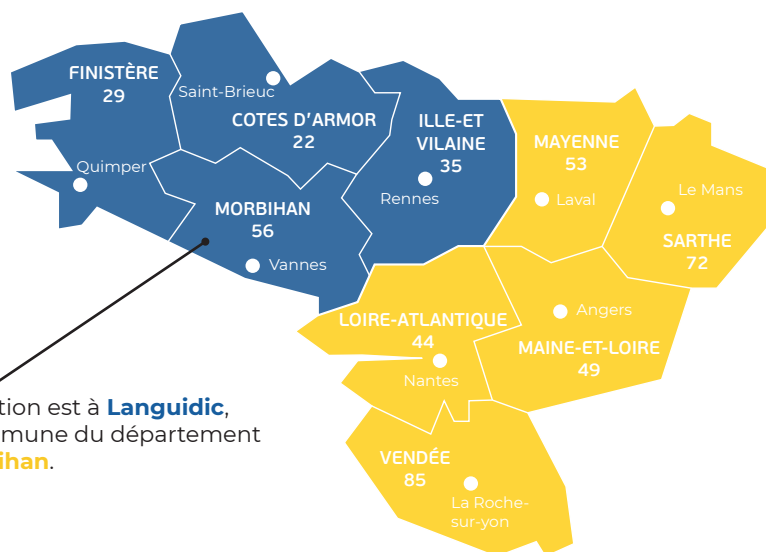 FINISTÈRE
29
Saint-Brieuc
COTES D'ARMOR
22
ILLE-ET
VILAINE
35
MAYENNE
53
Quimper
Rennes
Laval
Le Mans
MORBIHAN
56
SARTHE
72
Vannes
LOIRE-ATLANTIQUE
44
Angers
MAINE-ET-LOIRE
49
Nantes
tion est à Languidic,
mune du département
ihan.
VENDÉE
85
La Roche-
sur-yon